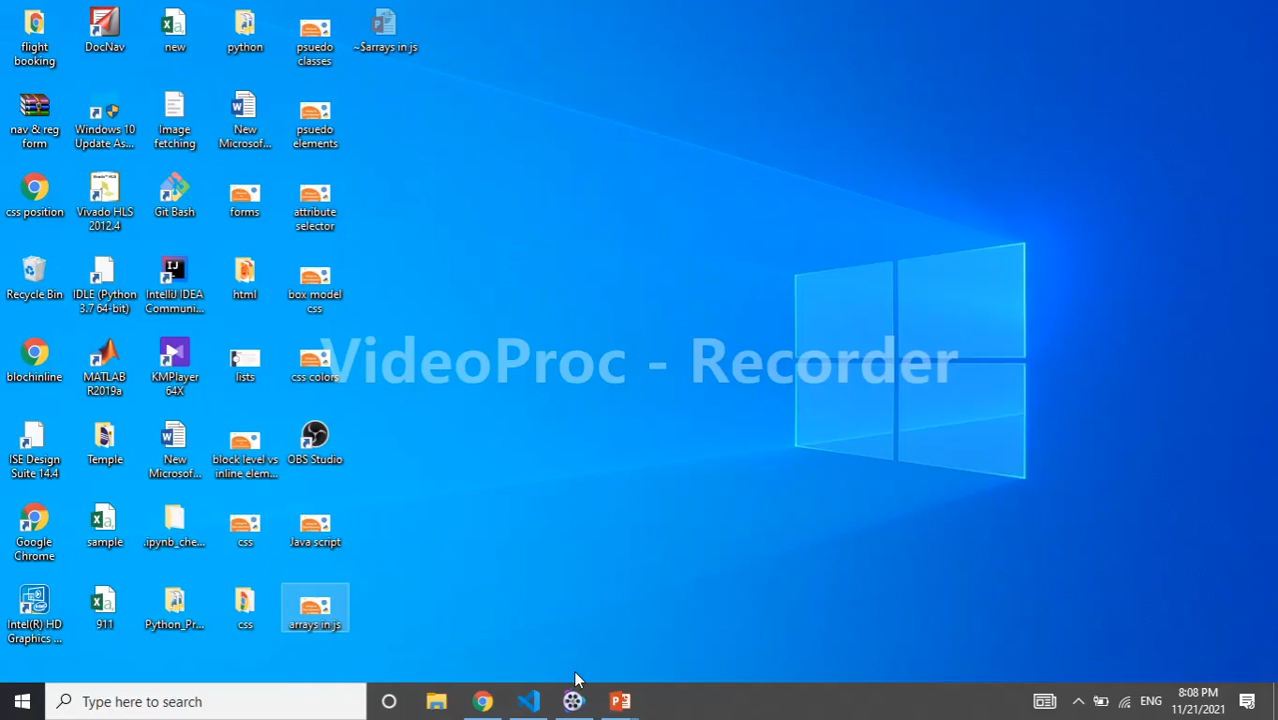 flight
booking
DocNav
new
python
psuedo
classes
~$arrays in js
nav & reg
form
Windows 10
Update As...
Image
fetching
New
Microsof...
psuedo
elements
css position
Vivado HLS
2012.4
Git Bash
forms
attribute
selector
Recycle Bin
IDLE (Python
3.7 64-bit)
IntelliJ IDEA
Communi...
html
box model
css
blochinline
MATLAB
R2019a
KMPlayer
64X
lists
css colors
VideoProc - Recorder
ISE Design
Suite 14.4
Temple
New
Microsof...
block level vs
inline elem...
OBS Studio
Google
Chrome
sample
.ipynb_che...
css
Java script
Intel(R) HD
Graphics ...
911
Python_Pr...
css
arrays in js
Type here to search
ENG
8:08 PM
11/21/2021